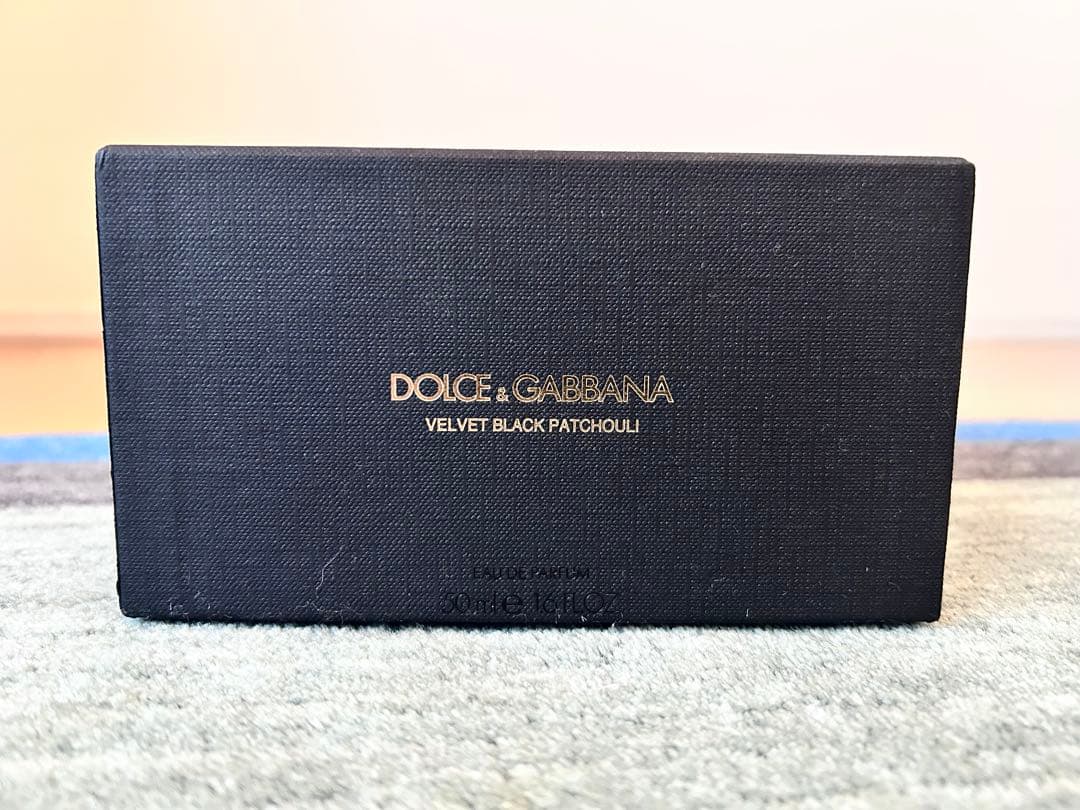 DOLCE & GABBANA
VELVET BLACK PATCHOULI
EAU DE PARFUM
50 ml e 1.6 FL.OZ